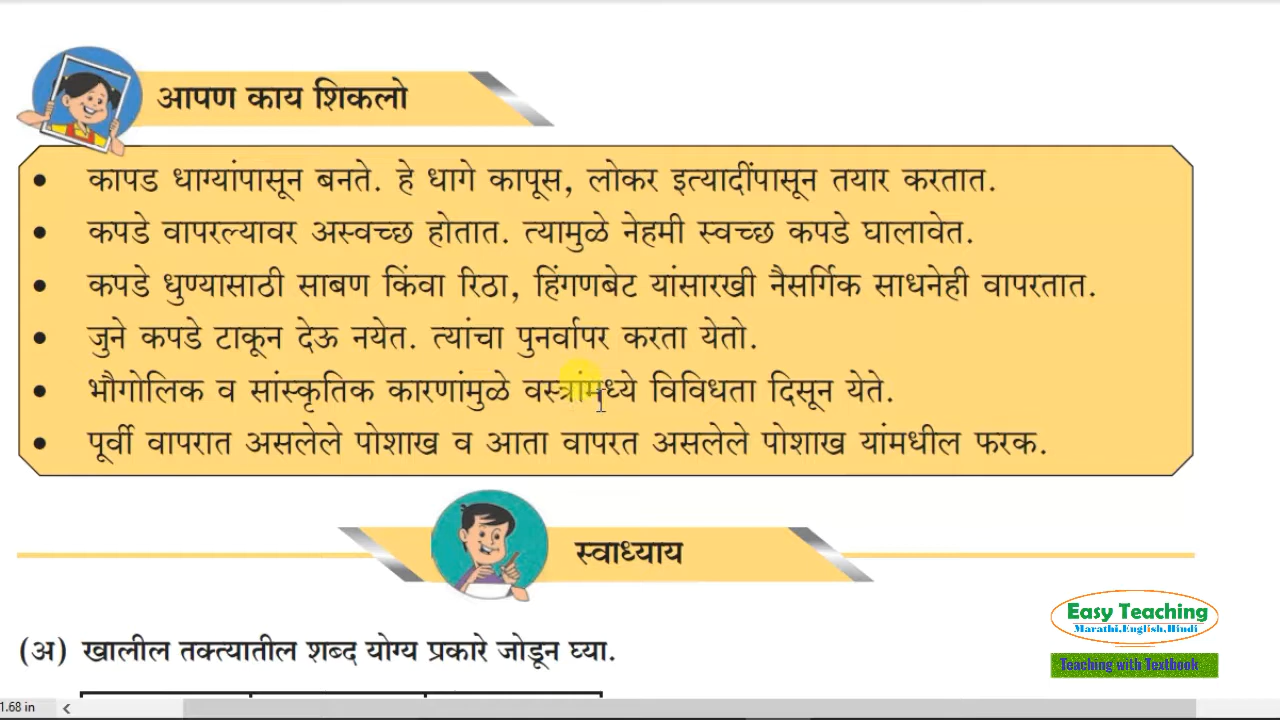 आपण काय शिकलो
• कापड धाग्यांपासून बनते. हे धागे कापूस, लोकर इत्यादींपासून तयार करतात.
• कपडे वापरल्यावर अस्वच्छ होतात. त्यामुळे नेहमी स्वच्छ कपडे घालावेत.
• कपडे धुण्यासाठी साबण किंवा रिठा, हिंगणबेट यांसारखी नैसर्गिक साधनेही वापरतात.
• जुने कपडे टाकून देऊ नयेत. त्यांचा पुनर्वापर करता येतो.
• भौगोलिक व सांस्कृतिक कारणांमुळे वस्त्रांमध्ये विविधता दिसून येते.
• पूर्वी वापरात असलेले पोशाख व आता वापरत असलेले पोशाख यांमधील फरक.
स्वाध्याय
Easy Teaching
Marathi,English,Hindi
Teaching with Textbook
(अ) खालील तक्त्यातील शब्द योग्य प्रकारे जोडून घ्या.
1.68 in